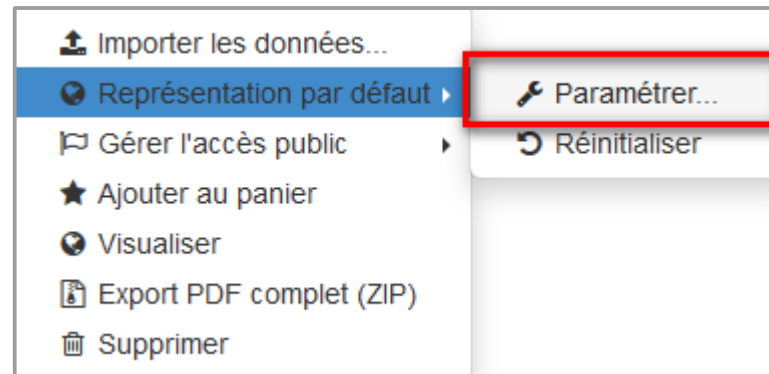 Importer les données...
Représentation par défaut
Paramétrer...
Gérer l'accès public
Réinitialiser
Ajouter au panier
Visualiser
Export PDF complet (ZIP)
Supprimer